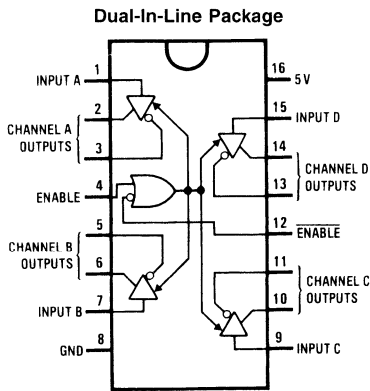 Dual-In-Line Package
1
INPUT A
2
CHANNEL A
OUTPUTS
3
4
ENABLE
5
CHANNEL B
OUTPUTS
6
7
INPUT B
8
GND
16
5 V
15
INPUT D
14
CHANNEL D
OUTPUTS
13
12
ENABLE
11
CHANNEL C
OUTPUTS
10
9
INPUT C